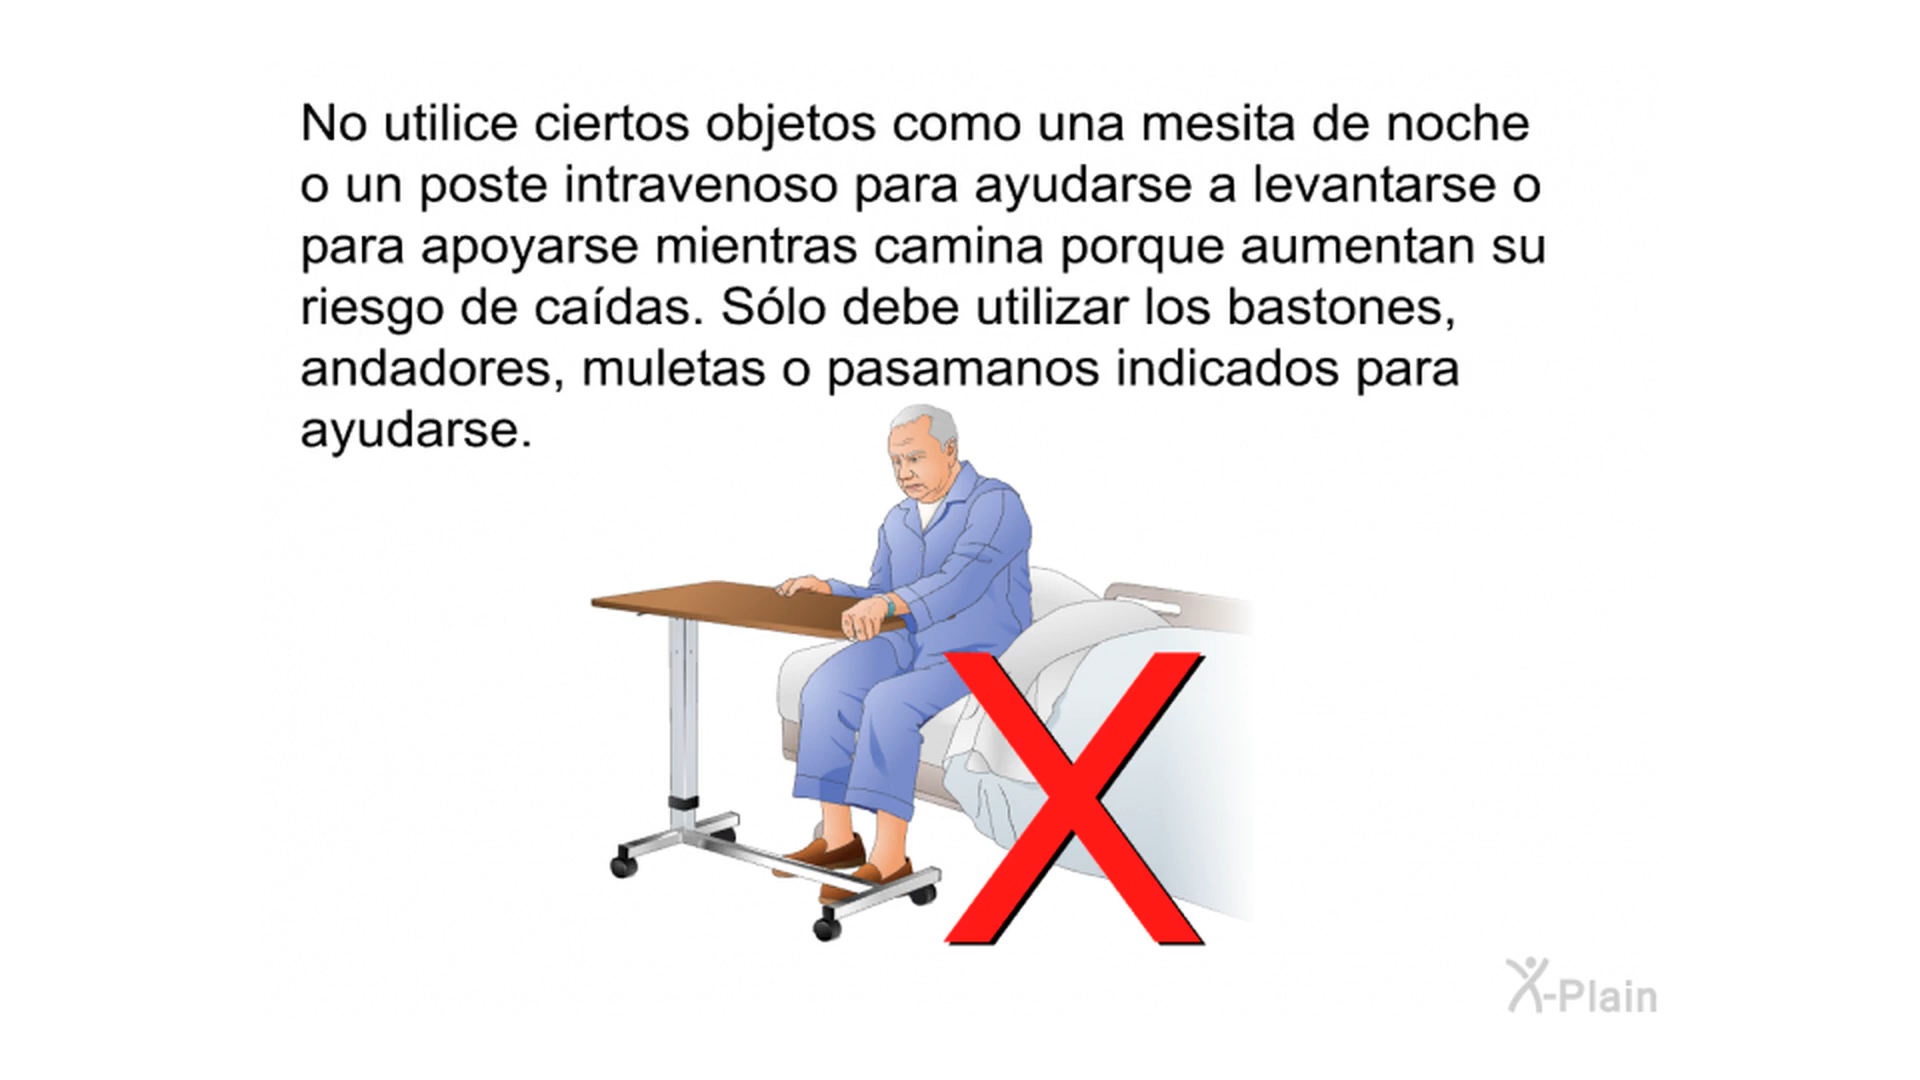 No utilice ciertos objetos como una mesita de noche
o un poste intravenoso para ayudarse a levantarse o
para apoyarse mientras camina porque aumentan su
riesgo de caídas. Sólo debe utilizar los bastones,
andadores, muletas o pasamanos indicados para
ayudarse.
X-Plain